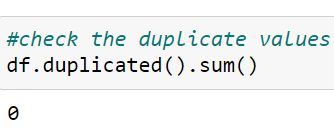 #check the duplicate values
df.duplicated().sum()
0